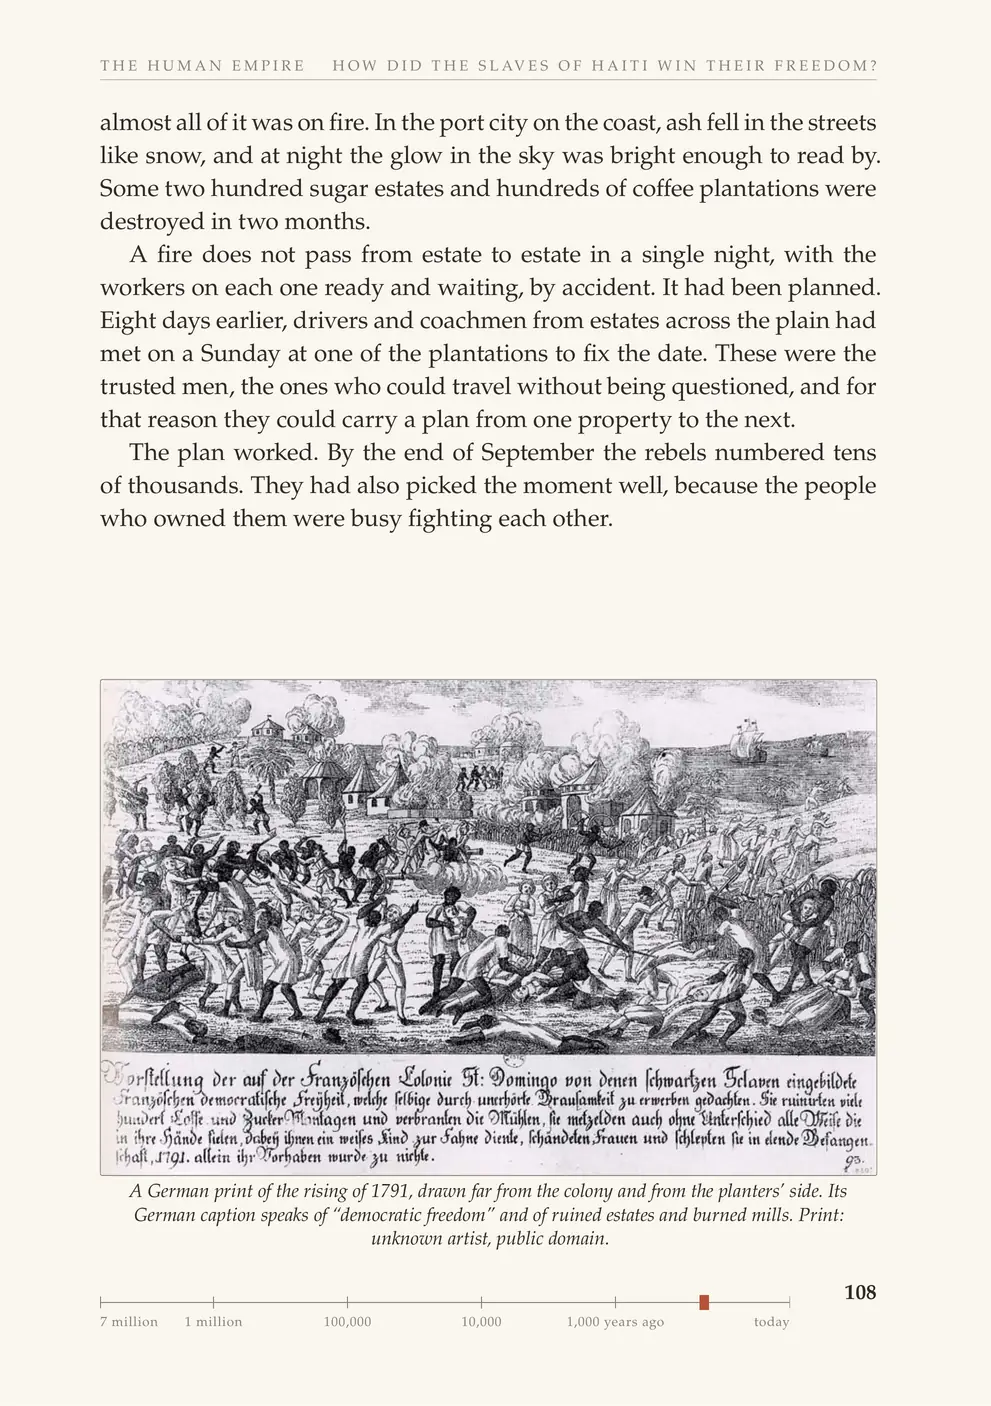 THE HUMAN EMPIRE HOW DID THE SLAVES OF HAITI WIN THEIR FREEDOM?
almost all of it was on fire. In the port city on the coast, ash fell in the streets
like snow, and at night the glow in the sky was bright enough to read by.
Some two hundred sugar estates and hundreds of coffee plantations were
destroyed in two months.
A fire does not pass from estate to estate in a single night, with the
workers on each one ready and waiting, by accident. It had been planned.
Eight days earlier, drivers and coachmen from estates across the plain had
met on a Sunday at one of the plantations to fix the date. These were the
trusted men, the ones who could travel without being questioned, and for
that reason they could carry a plan from one property to the next.
The plan worked. By the end of September the rebels numbered tens
of thousands. They had also picked the moment well, because the people
who owned them were busy fighting each other.
Vorstellung der auf der Französchen Colonie St: Domingo von denen schwartzen Sclaven eingebildete
Französchen democratische Freÿheit, welche selbige durch unerhörte Grausamkeit zu erwerben gedachten. Sie ruinirten viele
hundert Coffe und Zucker Plantagen und verbranten die Mühlen, sie metzelden auch ohne Unterschied alle Weiße die
in ihre Hände fielen, dabeÿ ihnen ein weißes Kind zur Fahne diente, schändeten Frauen und schlepten sie in elende Gefangen-
schaft, 1791. allein ihr Vorhaben wurde zu nichte.
93.
A German print of the rising of 1791, drawn far from the colony and from the planters' side. Its
German caption speaks of “democratic freedom” and of ruined estates and burned mills. Print:
unknown artist, public domain.
108
7 million 1 million 100,000 10,000 1,000 years ago today